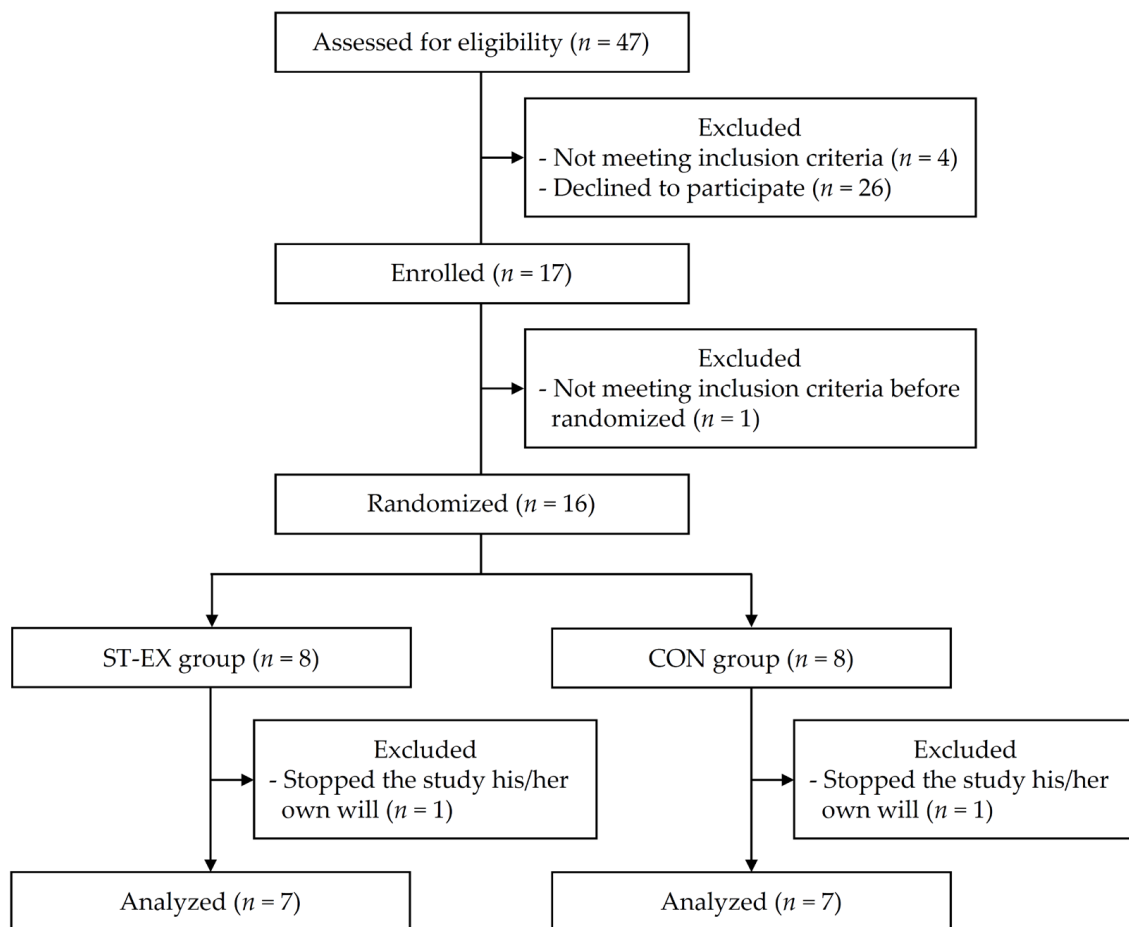 Assessed for eligibility (n = 47)
Excluded
- Not meeting inclusion criteria (n = 4)
- Declined to participate (n = 26)
Enrolled (n = 17)
Excluded
- Not meeting inclusion criteria before
randomized (n = 1)
Randomized (n = 16)
ST-EX group (n = 8)
CON group (n = 8)
Excluded
- Stopped the study his/her
own will (n = 1)
Excluded
- Stopped the study his/her
own will (n = 1)
Analyzed (n = 7)
Analyzed (n = 7)